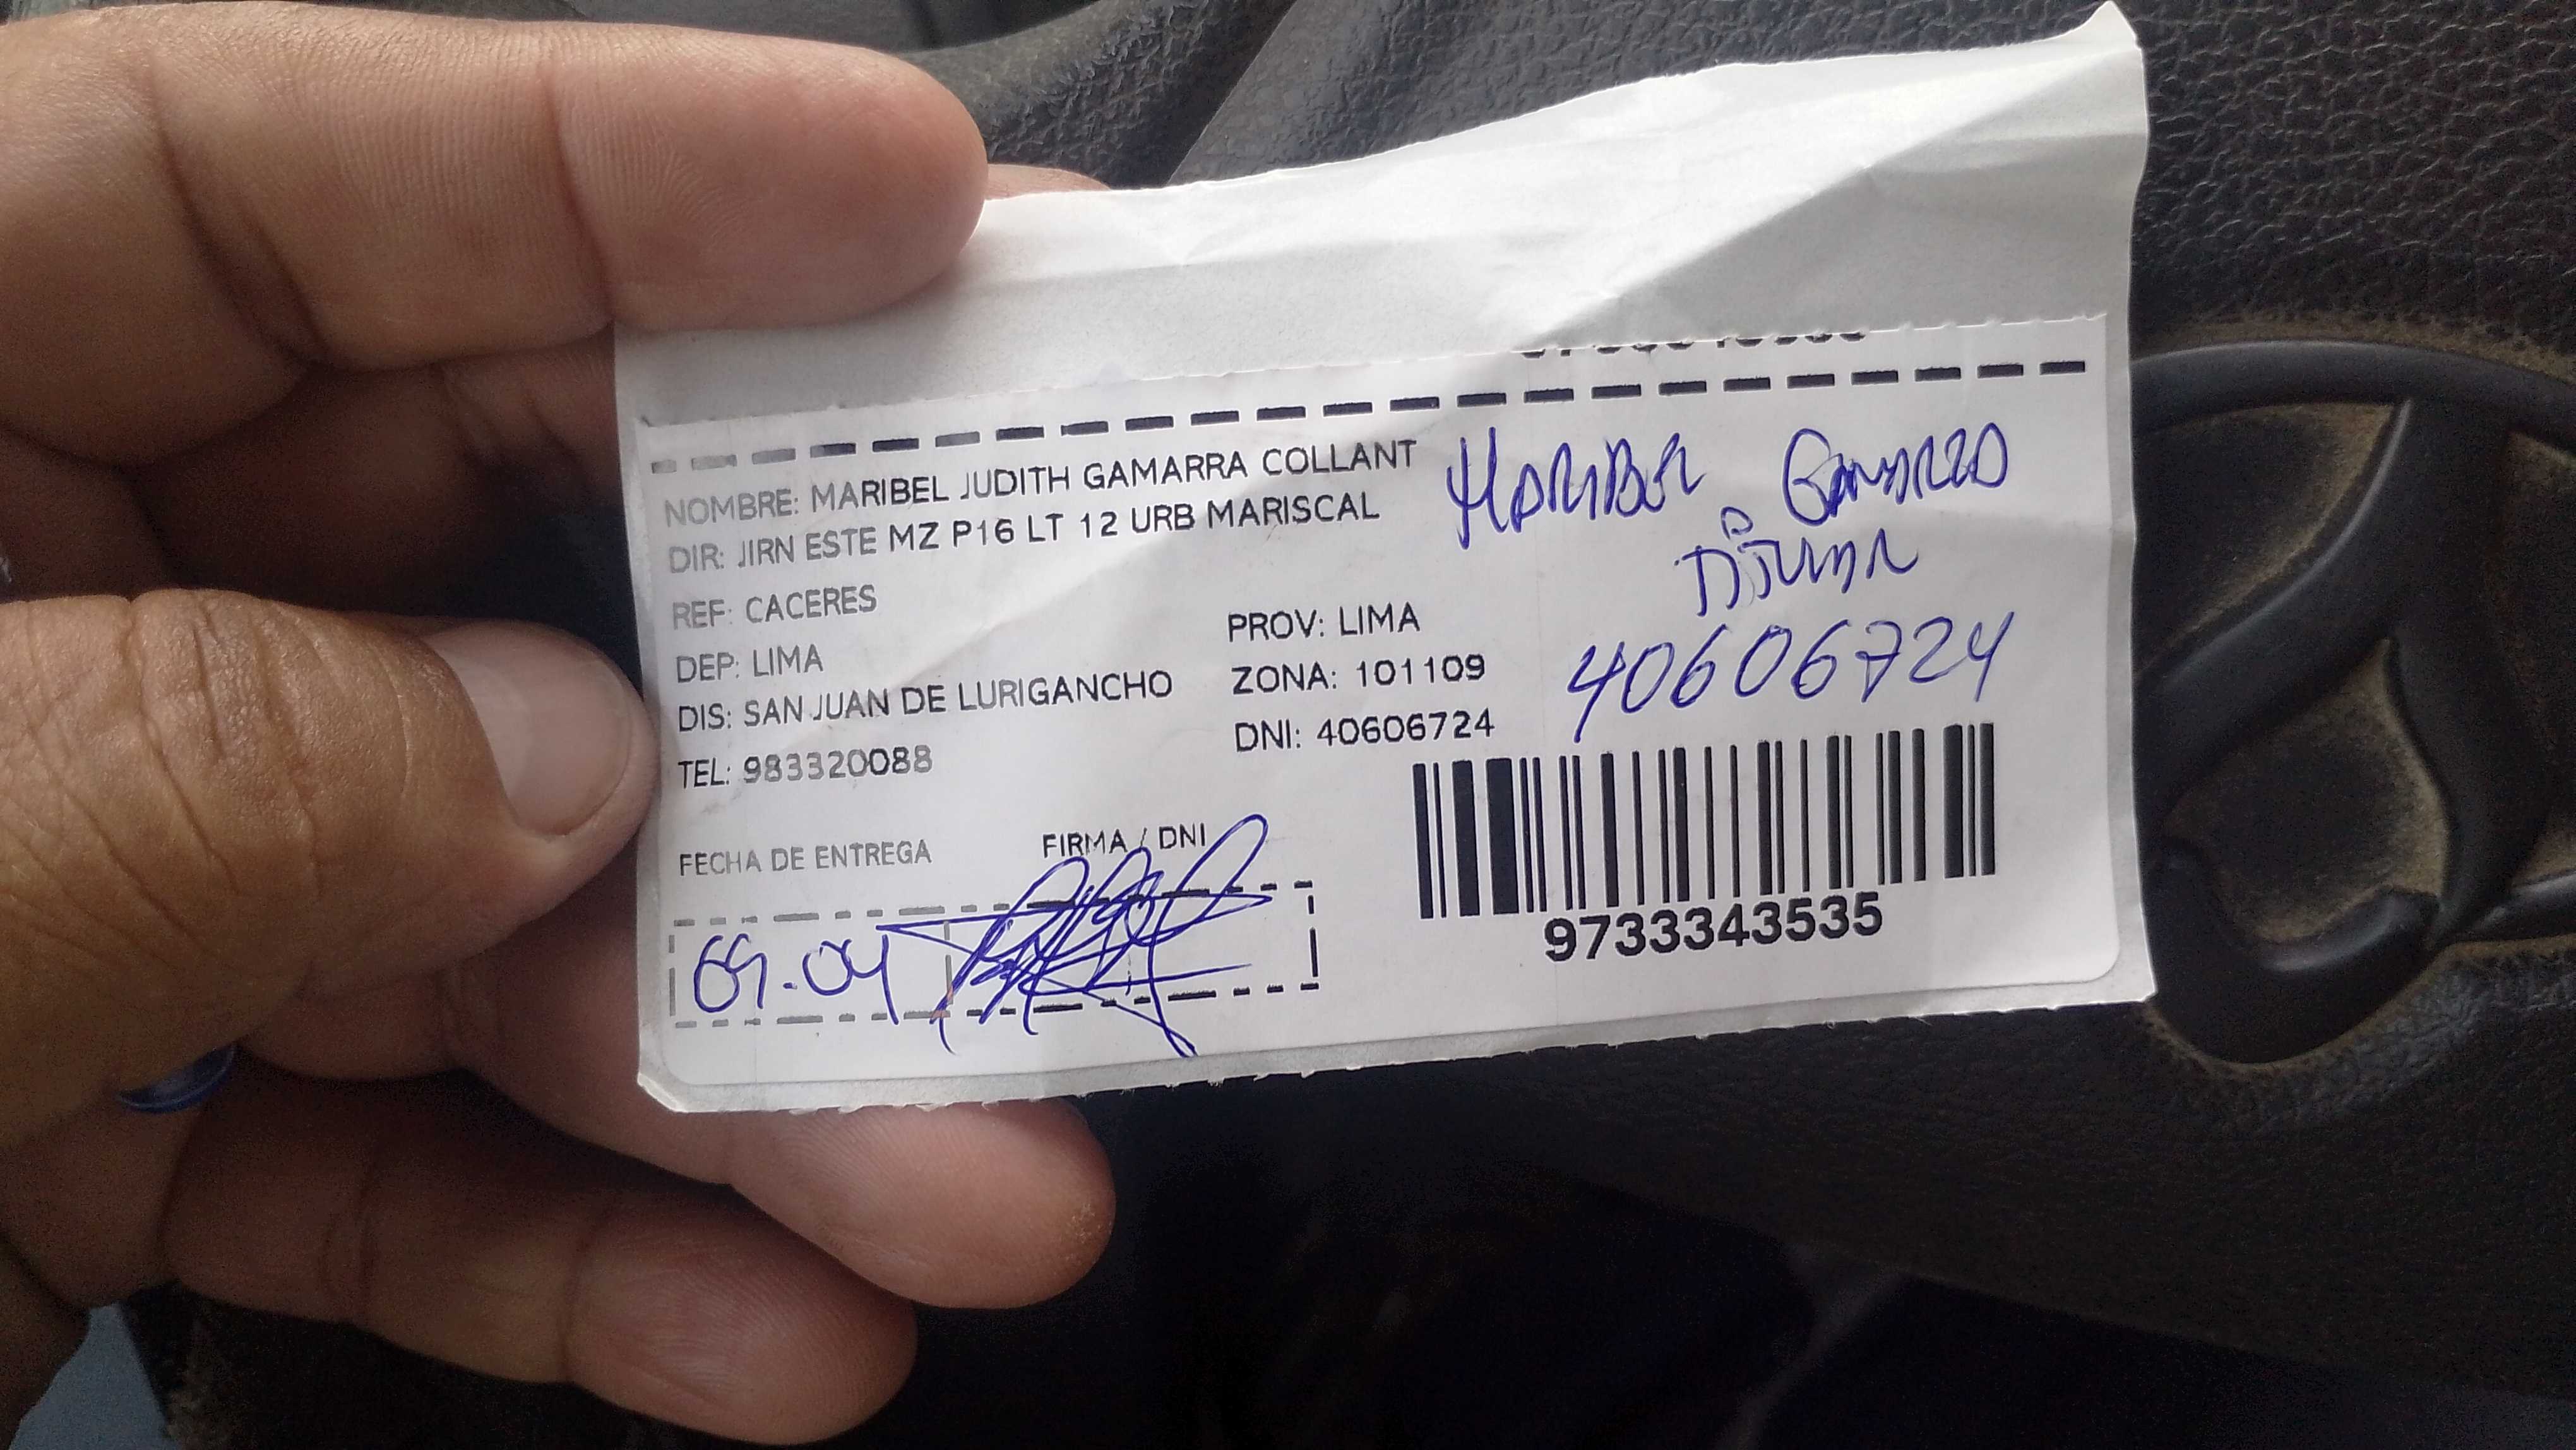 NOMBRE: MARIBEL JUDITH GAMARRA COLLANT
DIR: JIRN ESTE MZ P16 LT 12 URB MARISCAL
REF: CACERES
DEP: LIMA
PROV: LIMA
DIS: SAN JUAN DE LURIGANCHO
ZONA: 101109
TEL: 983320088
DNI: 40606724
FECHA DE ENTREGA
FIRMA / DNI
09.04
Maribel Gamarra
40606724
9733343535